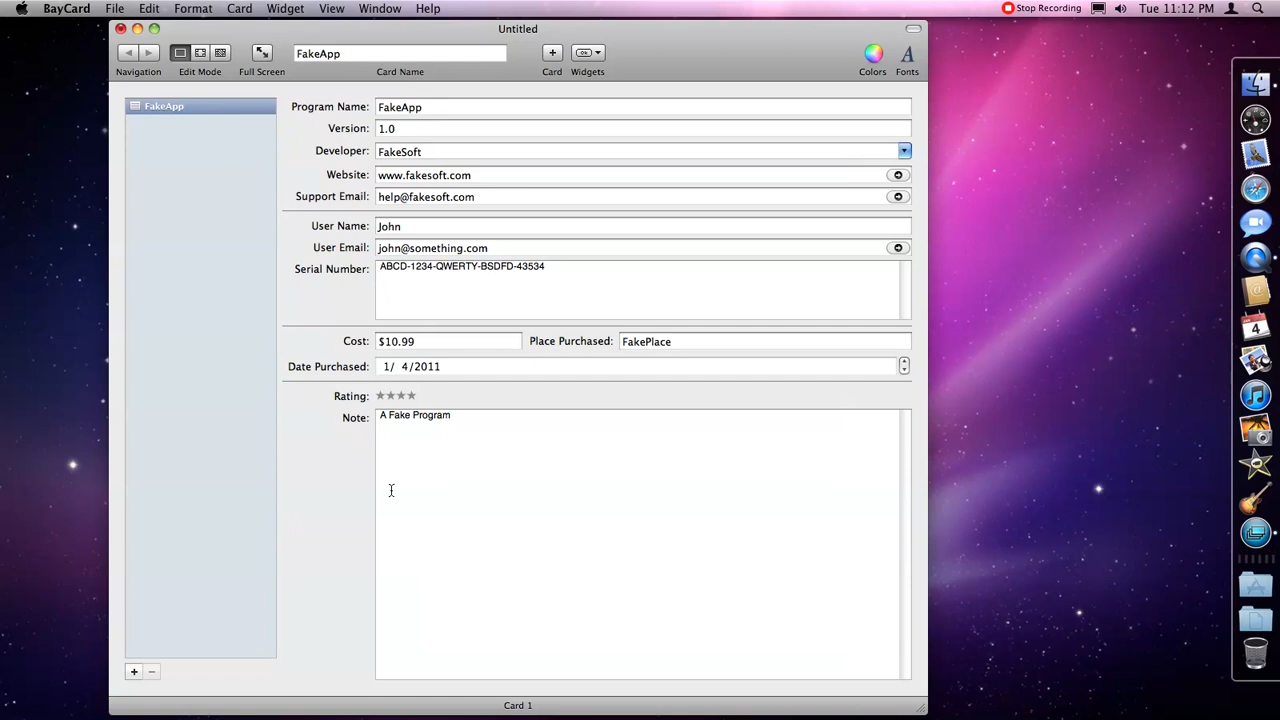 BayCard File Edit Format Card Widget View Window Help Stop Recording Tue 11:12 PM
Untitled
FakeApp
Navigation Edit Mode Full Screen Card Name Card Widgets Colors Fonts
FakeApp
Program Name: FakeApp
Version: 1.0
Developer: FakeSoft
Website: www.fakesoft.com
Support Email: help@fakesoft.com
User Name: John
User Email: john@something.com
Serial Number: ABCD-1234-QWERTY-BSDFD-43534
Cost: $10.99 Place Purchased: FakePlace
Date Purchased: 1/ 4/2011
Rating:
Note: A Fake Program
Card 1
4